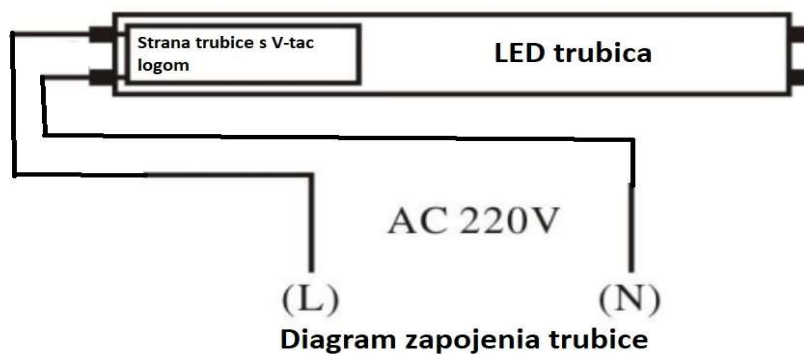 Strana trubice s V-tac
logom
LED trubica
AC 220V
(L)
(N)
Diagram zapojenia trubice